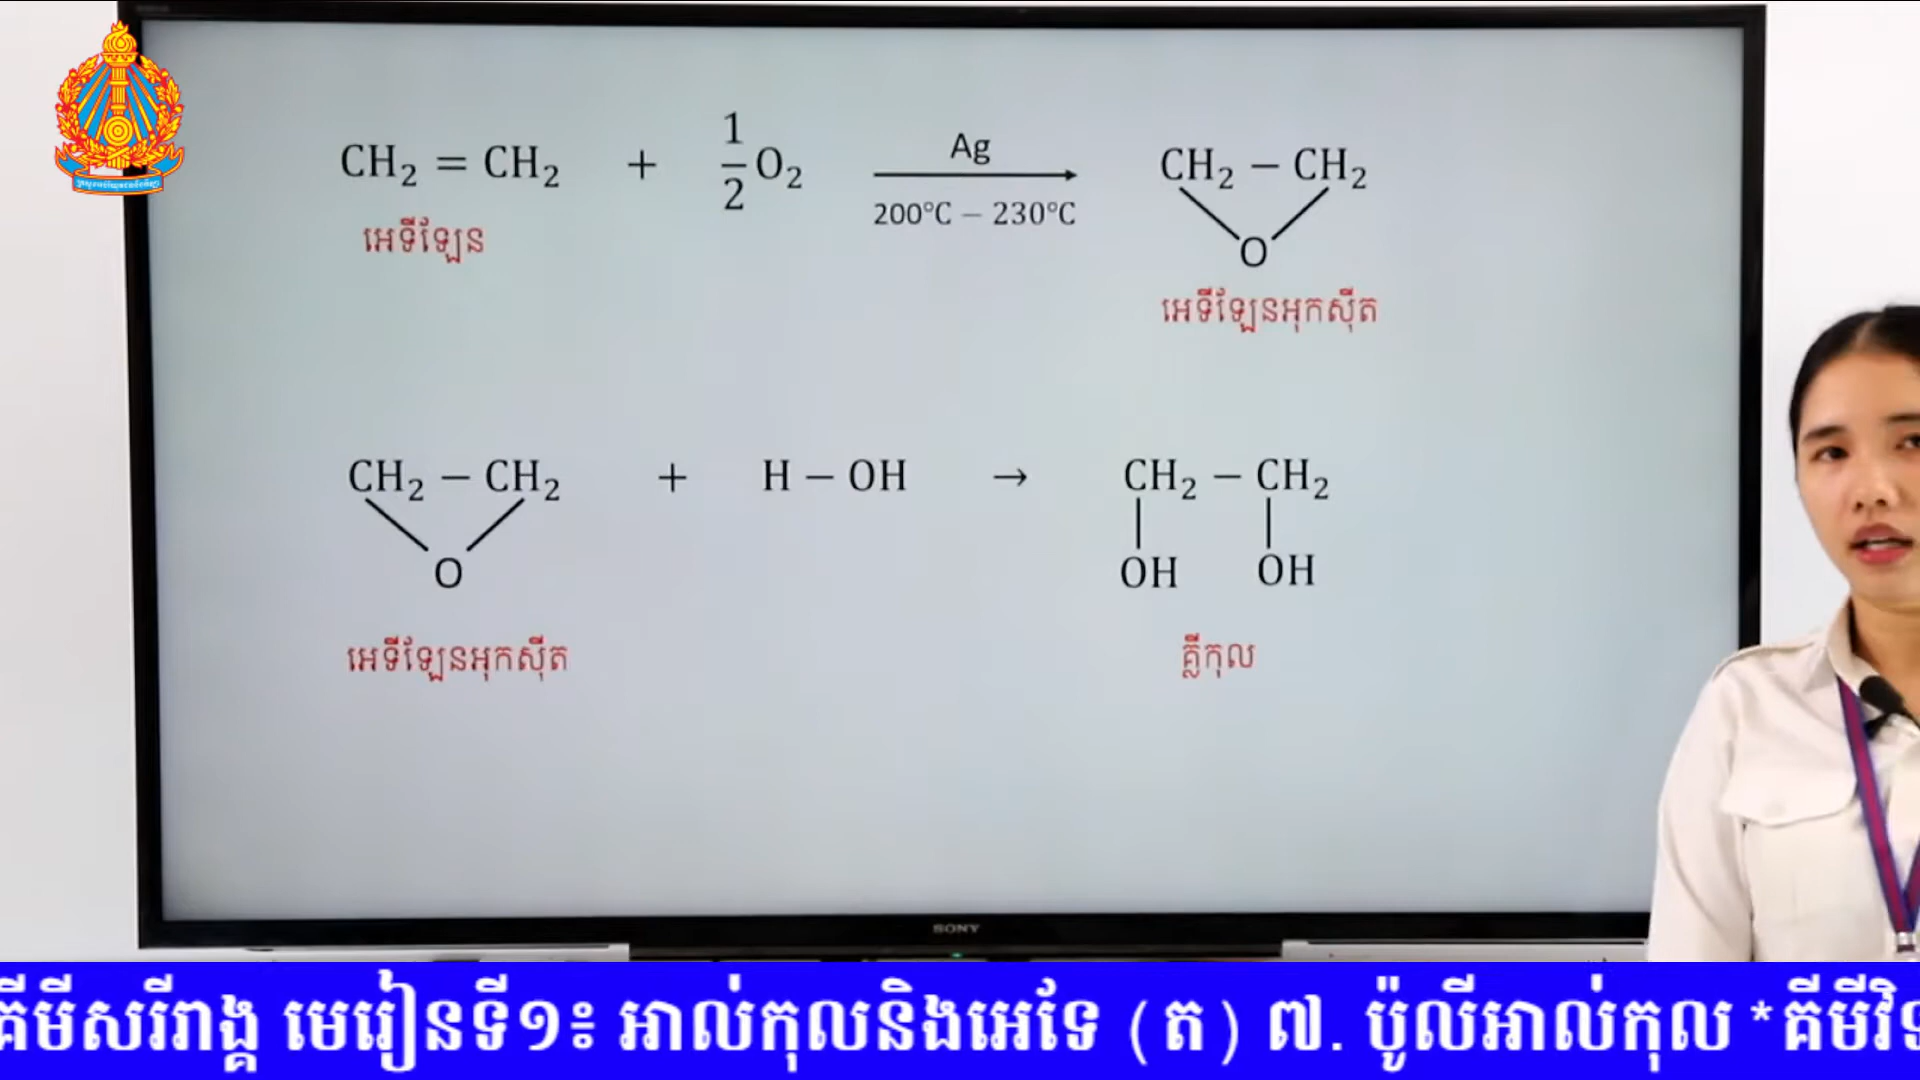 CH₂ = CH₂ + 1/2 O₂ Ag 200°C – 230°C CH₂ – CH₂
O
អេទីឡែន
អេទីឡែនអុកស៊ីត
CH₂ – CH₂ + H – OH → CH₂ – CH₂
O OH OH
អេទីឡែនអុកស៊ីត គ្លីកុល
SONY
គីមីសរីរាង្គ មេរៀនទី១៖ អាល់កុលនិងអេទែ (ត) ៧. ប៉ូលីអាល់កុល *គីមីវិទ